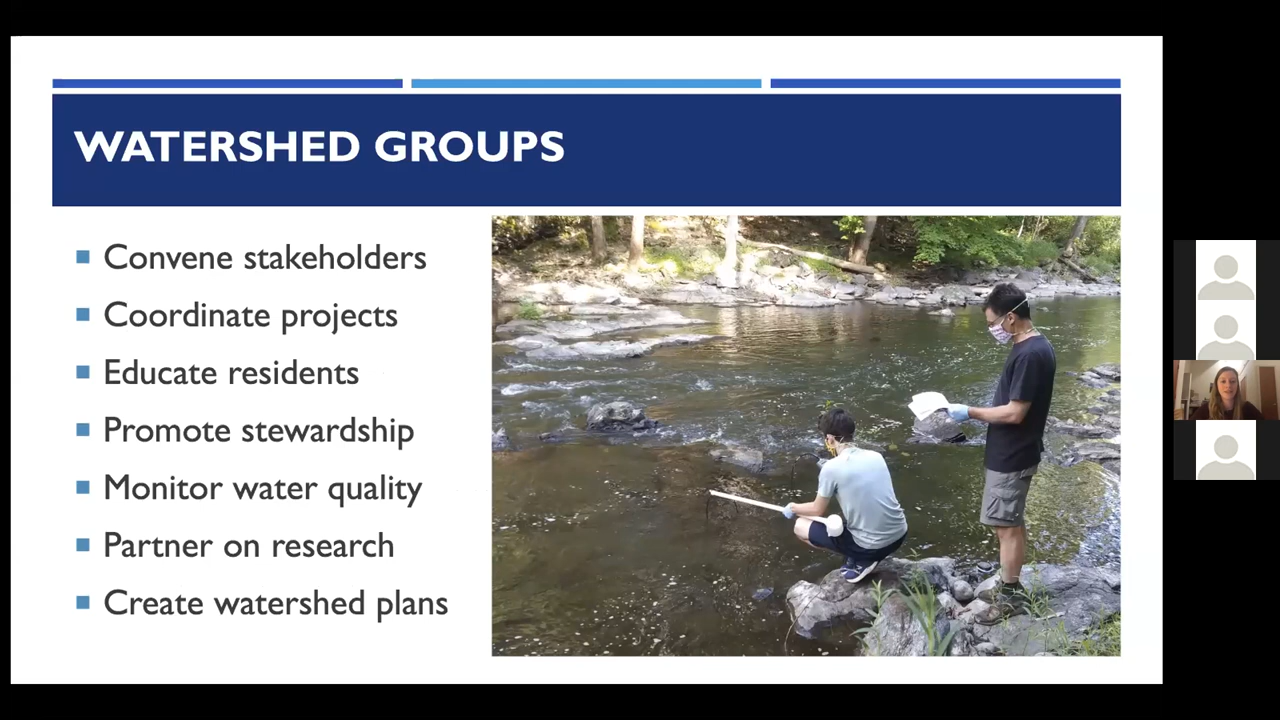 WATERSHED GROUPS
Convene stakeholders
Coordinate projects
Educate residents
Promote stewardship
Monitor water quality
Partner on research
Create watershed plans